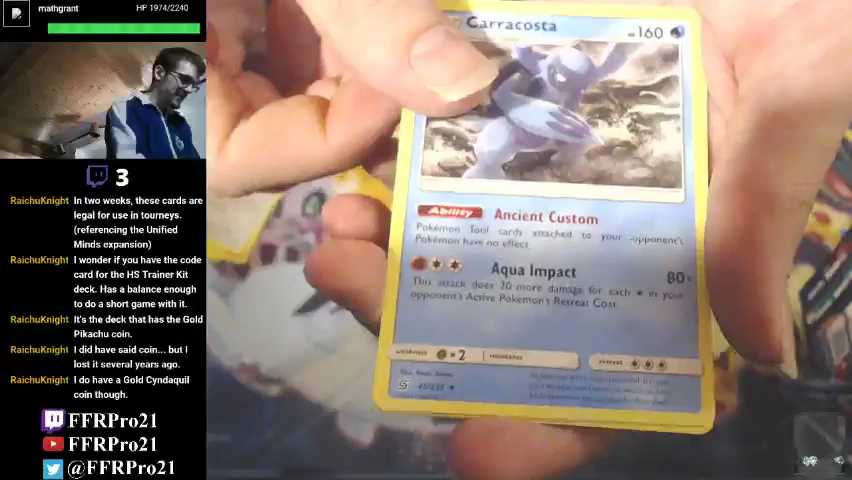 mathgrant
HP 1974/2240
3
RaichuKnight In two weeks, these cards are
legal for use in tourneys.
(referencing the Unified
Minds expansion)
RaichuKnight I wonder if you have the code
card for the HS Trainer Kit
deck. Has a balance enough
to do a short game with it.
RaichuKnight It's the deck that has the Gold
Pikachu coin.
RaichuKnight I did have said coin... but I
lost it several years ago.
RaichuKnight I do have a Gold Cyndaquil
coin though.
FFRPro21
FFRPro21
@FFRPro21
Carracosta
160
Ability Ancient Custom
Pokémon Tool cards attached to your opponent's
Pokémon have no effect.
Aqua Impact 80+
This attack does 20 more damage for each in your
opponent's Active Pokémon's Retreat Cost.
weakness ×2 resistance retreat